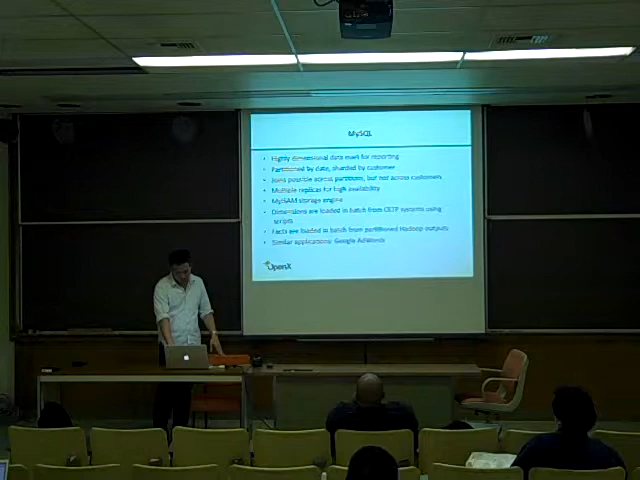 MySQL
• Highly dimensional data mart for reporting
• Partitioned by date, sharded by customer
• Joins possible across partitions, but not across customers
• Multiple replicas for high availability
• MyISAM storage engine
• Dimensions are loaded in batch from OLTP systems using
scripts
• Facts are loaded in batch from partitioned Hadoop outputs
• Similar applications: Google AdWords
OpenX